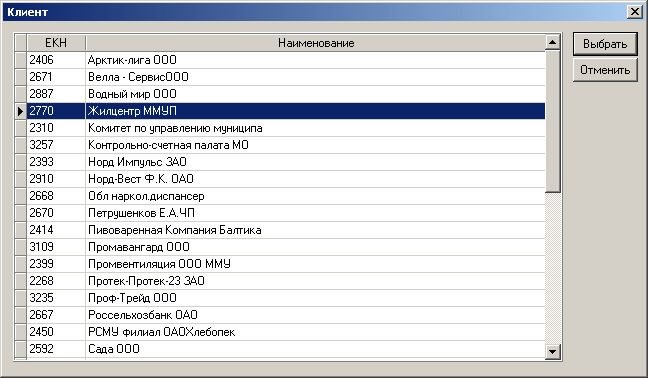 Клиент
ЕКН Наименование
2406 Арктик-лига ООО
2671 Велла - СервисООО
2887 Водный мир ООО
2770 Жилцентр ММУП
2310 Комитет по управлению муниципа
3257 Контрольно-счетная палата МО
2393 Норд Импульс ЗАО
2910 Норд-Вест Ф.К. ОАО
2668 Обл наркол.диспансер
2670 Петрушенков Е.А.ЧП
2414 Пивоваренная Компания Балтика
3109 Промавангард ООО
2399 Промвентиляция ООО ММУ
2268 Протек-Протек-23 ЗАО
3235 Проф-Трейд ООО
2667 Россельхозбанк ОАО
2450 РСМУ филиал ОАОХлебопек
2592 Сада ООО
Выбрать
Отменить